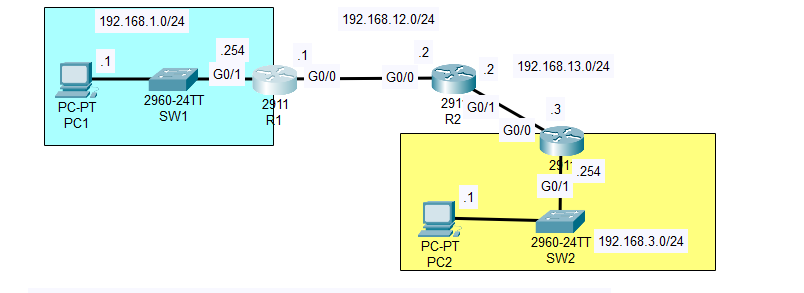 192.168.1.0/24
192.168.12.0/24
.254
.1
.2
.2
192.168.13.0/24
.1
G0/1
G0/0
G0/0
PC-PT
PC1
2960-24TT
SW1
2911
R1
291
R2
G0/1
.3
G0/0
291
.254
G0/1
.1
PC-PT
PC2
2960-24TT
SW2
192.168.3.0/24